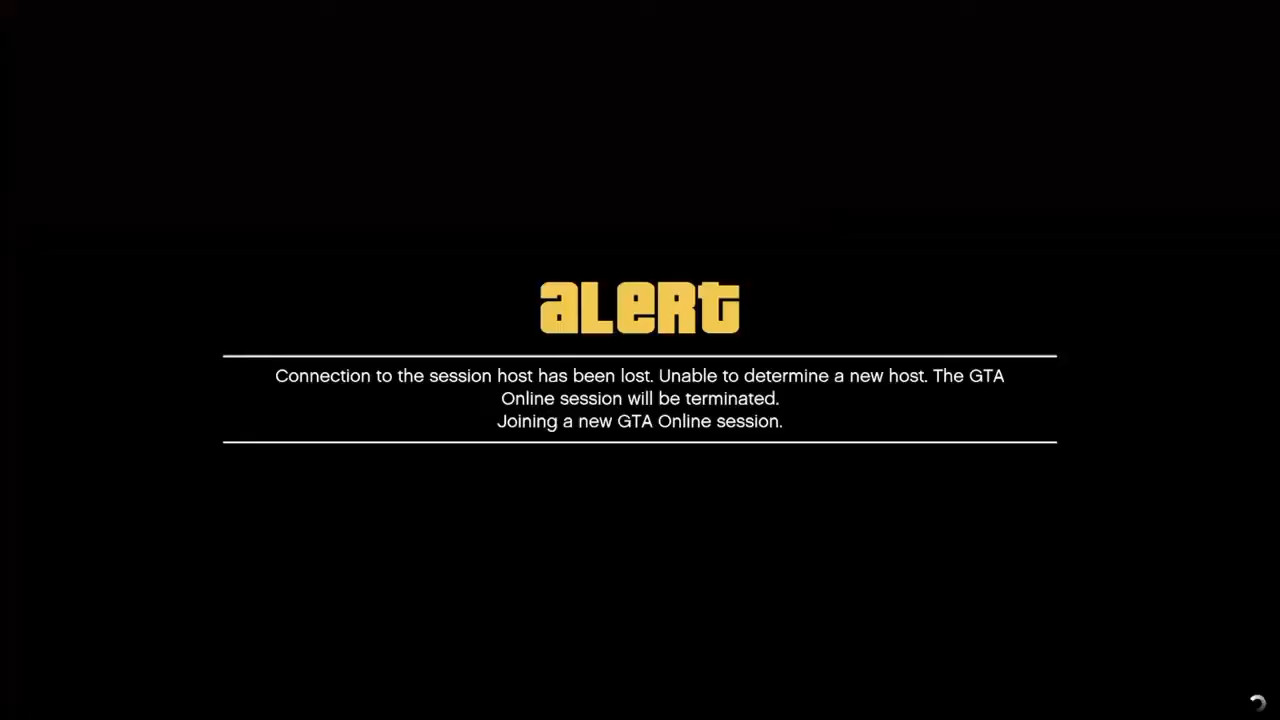 aLeRt
Connection to the session host has been lost. Unable to determine a new host. The GTA
Online session will be terminated.
Joining a new GTA Online session.